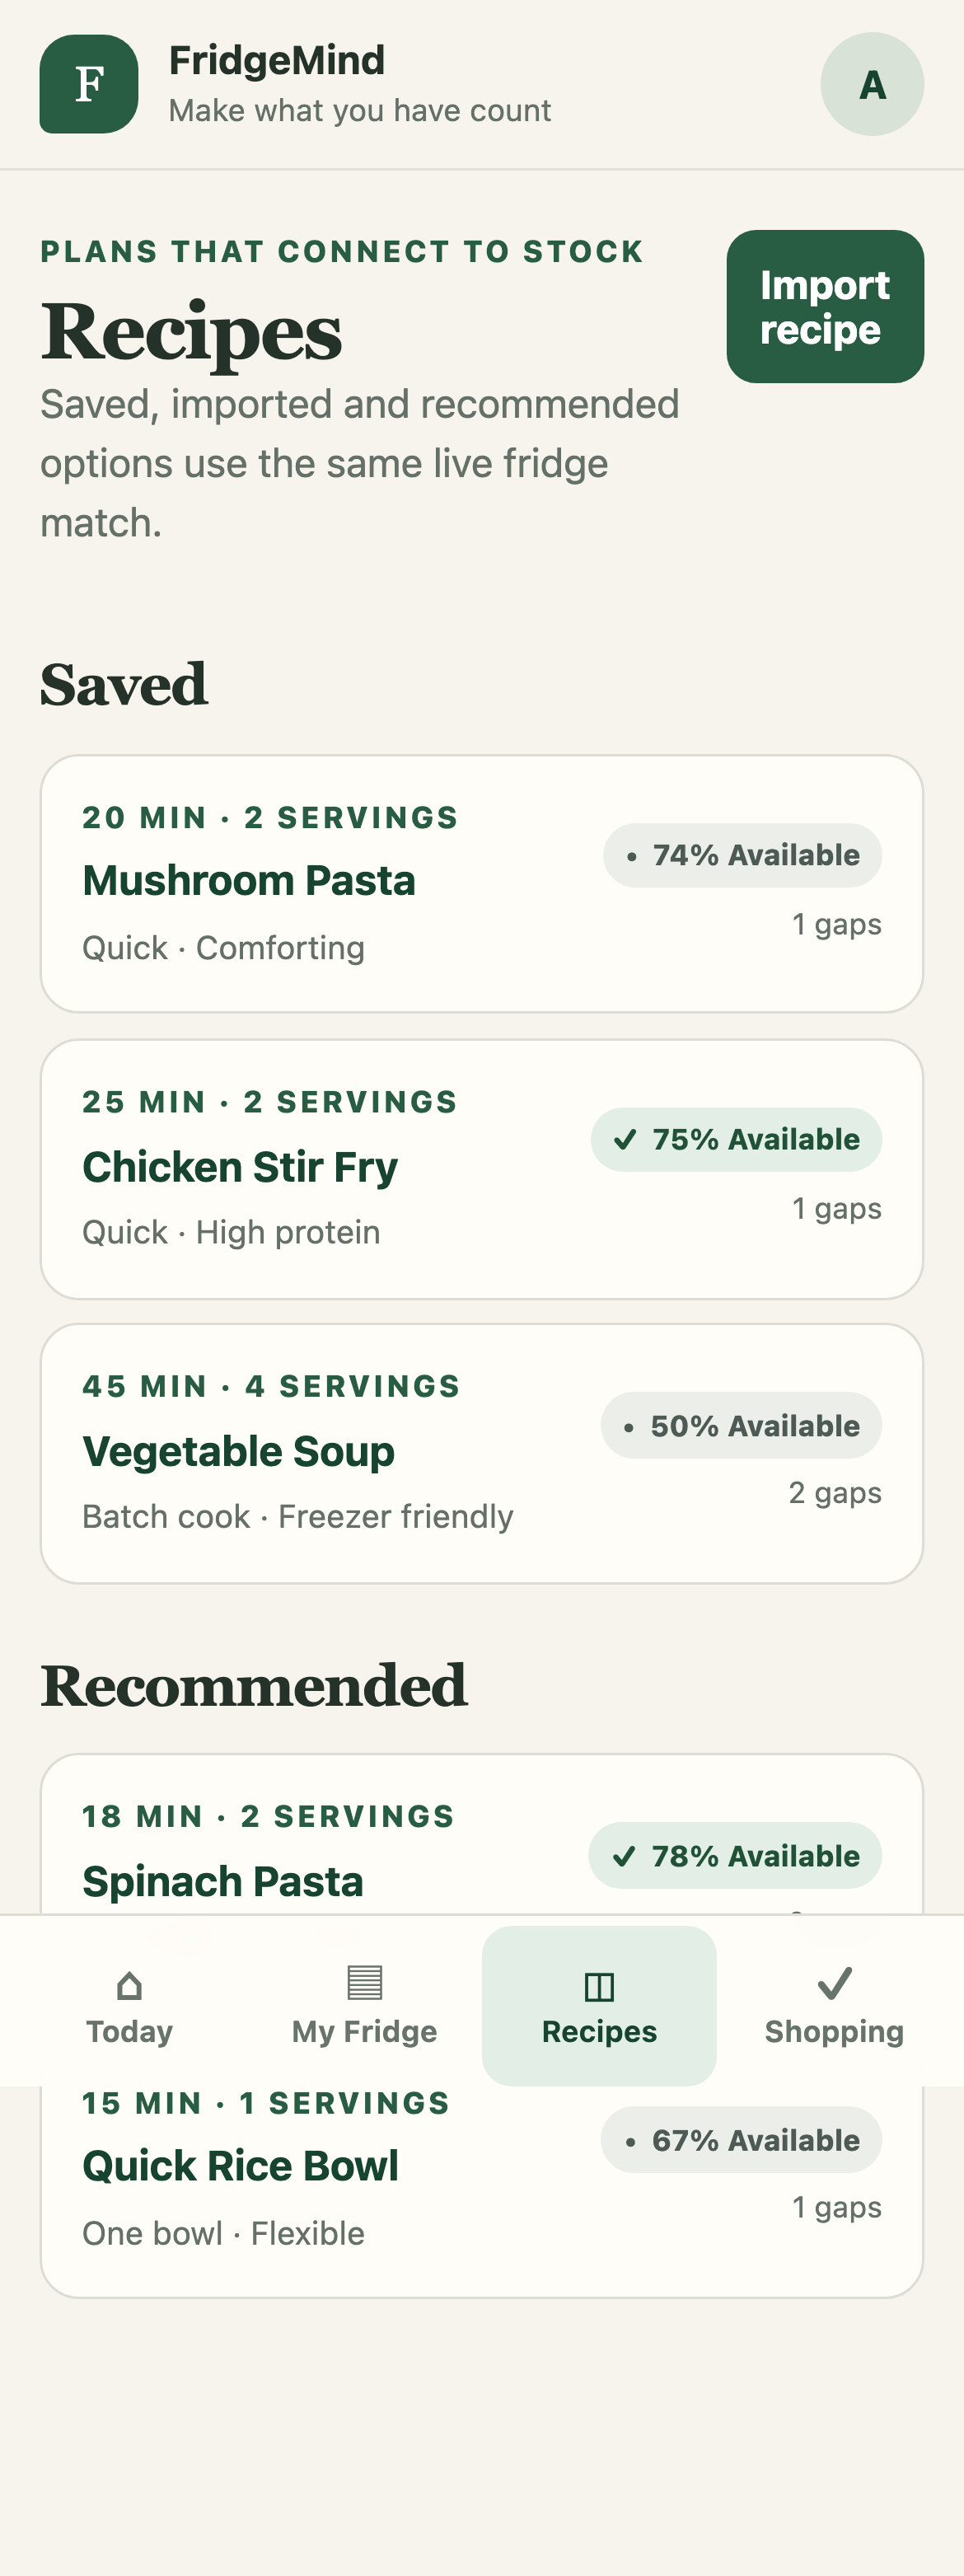 F
FridgeMind
Make what you have count
A
PLANS THAT CONNECT TO STOCK
Recipes
Saved, imported and recommended
options use the same live fridge
match.
Import
recipe
Saved
20 MIN · 2 SERVINGS
Mushroom Pasta
Quick · Comforting
• 74% Available
1 gaps
25 MIN · 2 SERVINGS
Chicken Stir Fry
Quick · High protein
✓ 75% Available
1 gaps
45 MIN · 4 SERVINGS
Vegetable Soup
Batch cook · Freezer friendly
• 50% Available
2 gaps
Recommended
18 MIN · 2 SERVINGS
Spinach Pasta
✓ 78% Available
Today
My Fridge
Recipes
Shopping
15 MIN · 1 SERVINGS
Quick Rice Bowl
One bowl · Flexible
• 67% Available
1 gaps